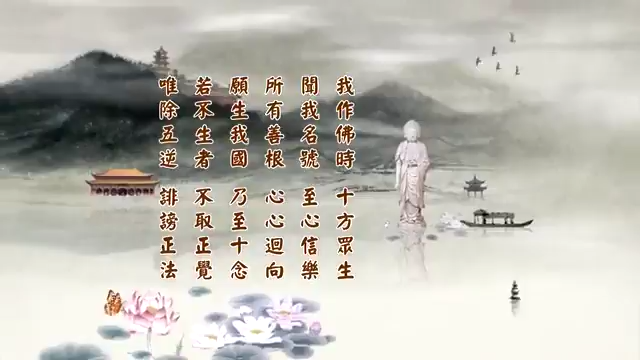 我作佛時 十方眾生
聞我名號 至心信樂
所有善根 心心迴向
願生我國 乃至十念
若不生者 不取正覺
唯除五逆 誹謗正法